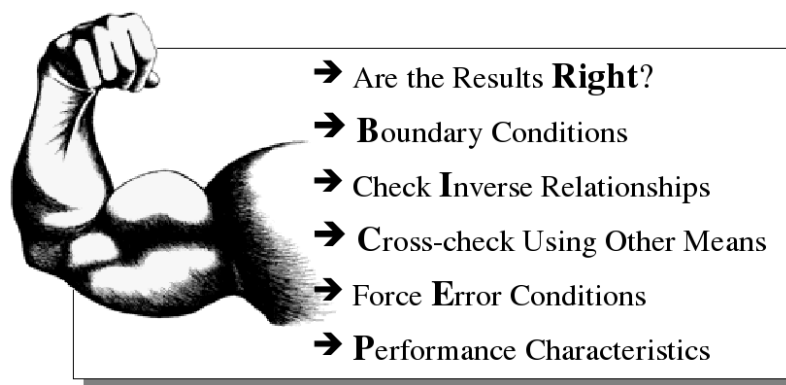 ➔ Are the Results Right?
➔ Boundary Conditions
➔ Check Inverse Relationships
➔ Cross-check Using Other Means
➔ Force Error Conditions
➔ Performance Characteristics